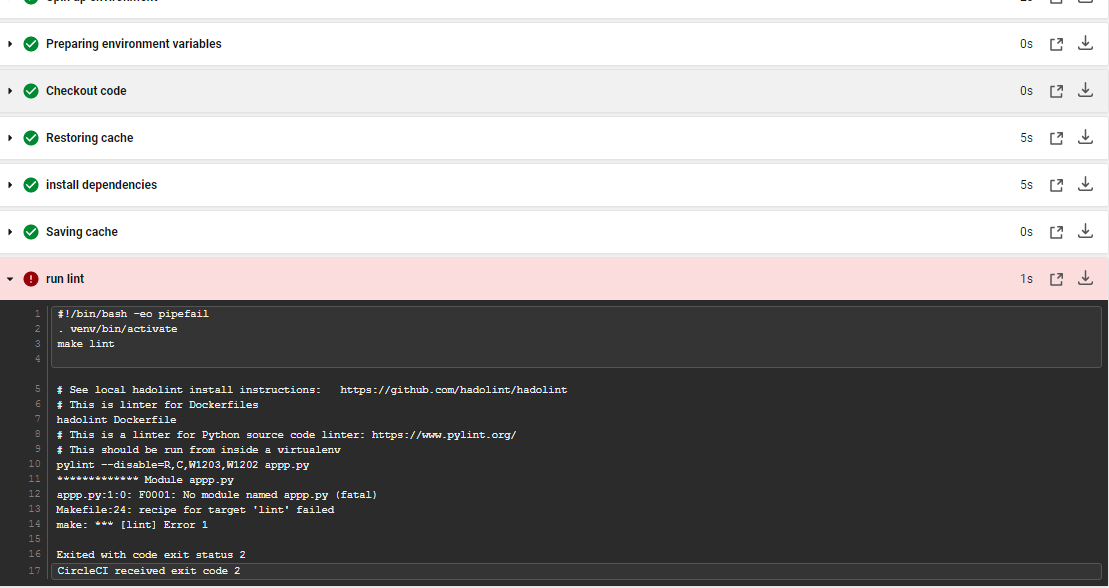 Spin up environment
2s
Preparing environment variables
0s
Checkout code
0s
Restoring cache
5s
install dependencies
5s
Saving cache
0s
run lint
1s
1 #!/bin/bash -eo pipefail
2 . venv/bin/activate
3 make lint
4
5 # See local hadolint install instructions:   https://github.com/hadolint/hadolint
6 # This is linter for Dockerfiles
7 hadolint Dockerfile
8 # This is a linter for Python source code linter: https://www.pylint.org/
9 # This should be run from inside a virtualenv
10 pylint --disable=R,C,W1203,W1202 appp.py
11 ************* Module appp.py
12 appp.py:1:0: F0001: No module named appp.py (fatal)
13 Makefile:24: recipe for target 'lint' failed
14 make: *** [lint] Error 1
15
16 Exited with code exit status 2
17 CircleCI received exit code 2